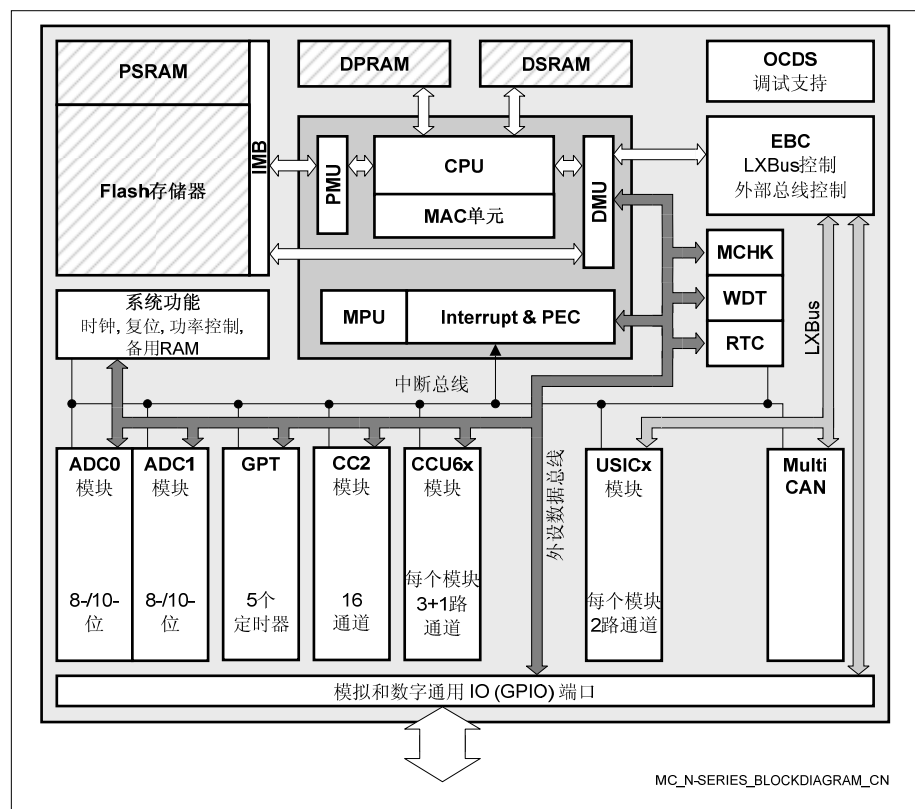 PSRAM
Flash存储器
IMB
DPRAM
DSRAM
OCDS
调试支持
PMU
CPU
MAC单元
DMU
EBC
LXBus控制
外部总线控制
MPU
Interrupt & PEC
MCHK
WDT
RTC
LXBus
系统功能
时钟, 复位, 功率控制,
备用RAM
中断总线
外设数据总线
ADC0
模块
8-/10-
位
ADC1
模块
8-/10-
位
GPT
模块
5个
定时器
CC2
模块
16
通道
CCU6x
模块
每个模块
3+1路
通道
USICx
模块
每个模块
2路通道
Multi
CAN
模拟和数字通用 IO (GPIO) 端口
MC_N-SERIES_BLOCKDIAGRAM_CN